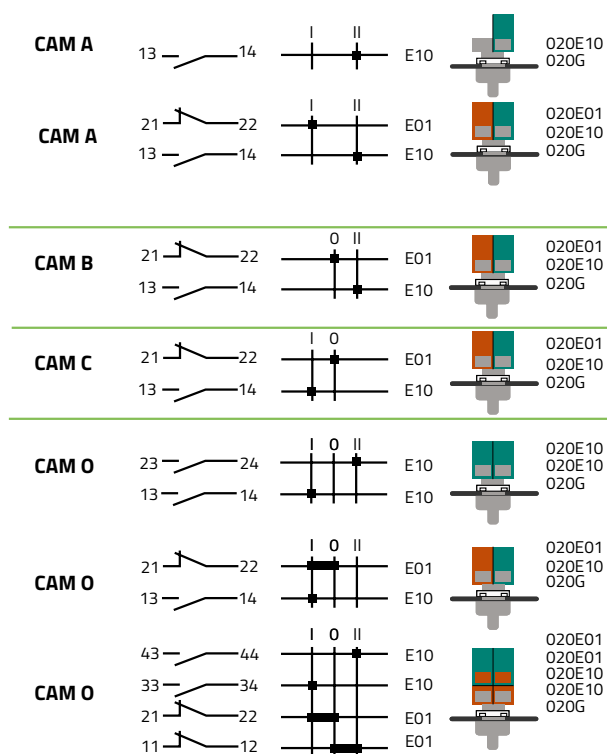 CAM A
I II
13 14 E10
020E10
020G
CAM A
I II
21 22 E01
13 14 E10
020E01
020E10
020G
CAM B
0 II
21 22 E01
13 14 E10
020E01
020E10
020G
CAM C
I 0
21 22 E01
13 14 E10
020E01
020E10
020G
CAM O
I 0 II
23 24 E10
13 14 E10
020E10
020E10
020G
CAM O
I 0 II
21 22 E01
13 14 E10
020E01
020E10
020G
CAM O
I 0 II
43 44 E10
33 34 E10
21 22 E01
11 12 E01
020E01
020E01
020E10
020E10
020G